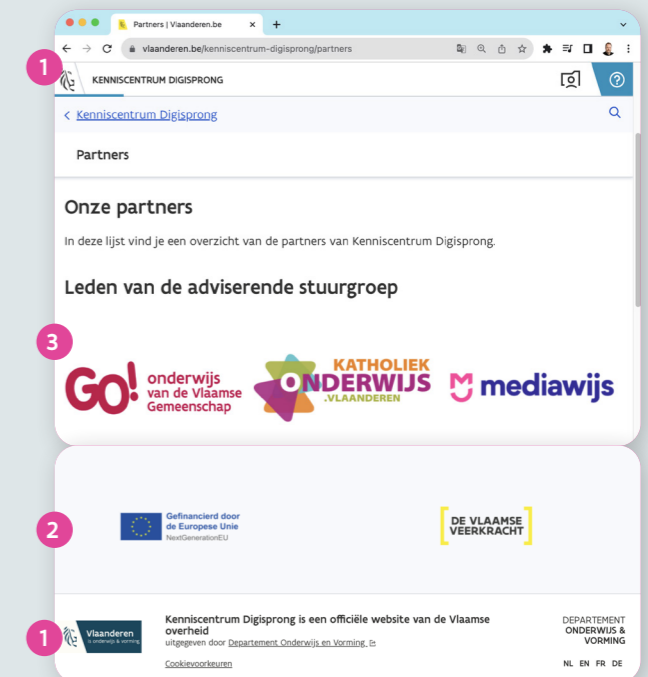 Partners | Vlaanderen.be
vlaanderen.be/kenniscentrum-digisprong/partners
1
KENNISCENTRUM DIGISPRONG
Kenniscentrum Digisprong
Partners
Onze partners
In deze lijst vind je een overzicht van de partners van Kenniscentrum Digisprong.
Leden van de adviserende stuurgroep
3
GO! onderwijs
van de Vlaamse
Gemeenschap
KATHOLIEK
ONDERWIJS
.VLAANDEREN
mediawijs
2
Gefinancierd door
de Europese Unie
NextGenerationEU
DE VLAAMSE
VEERKRACHT
1
Vlaanderen
is onderwijs & vorming
Kenniscentrum Digisprong is een officiële website van de Vlaamse
overheid
uitgegeven door Departement Onderwijs en Vorming
Cookievoorkeuren
DEPARTEMENT
ONDERWIJS &
VORMING
NL EN FR DE